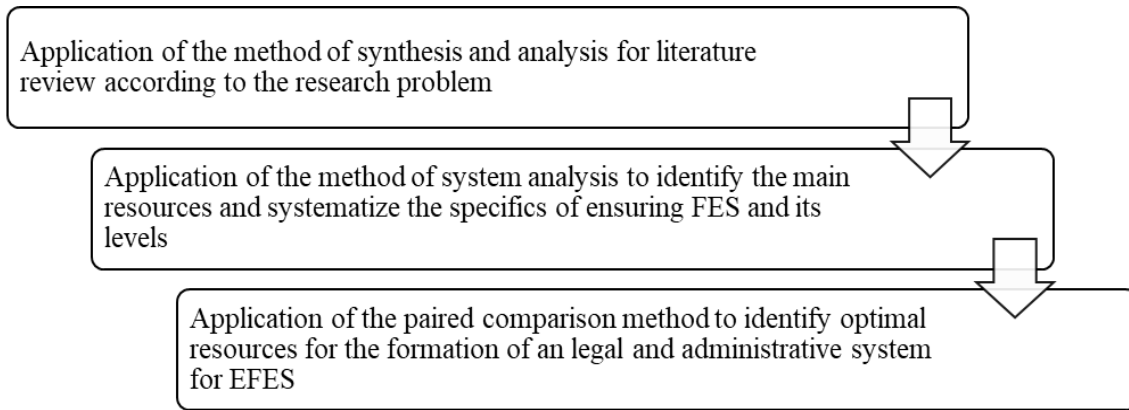 Application of the method of synthesis and analysis for literature
review according to the research problem
Application of the method of system analysis to identify the main
resources and systematize the specifics of ensuring FES and its
levels
Application of the paired comparison method to identify optimal
resources for the formation of an legal and administrative system
for EFES